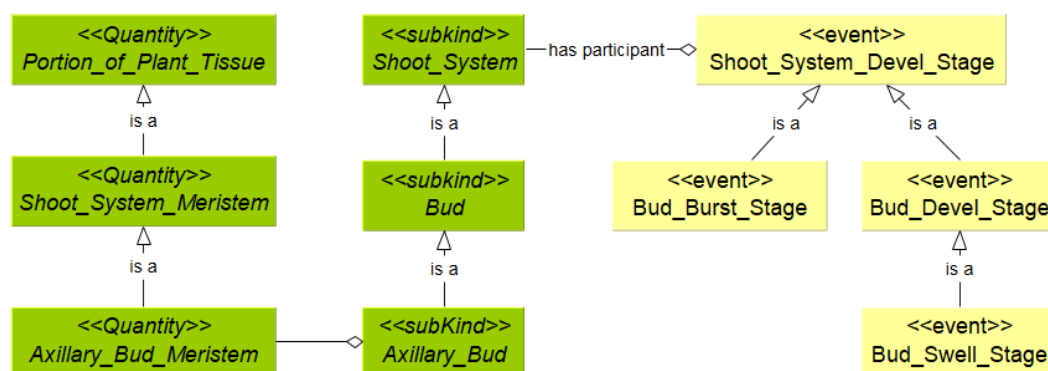 <<Quantity>>
Portion_of_Plant_Tissue
<<subkind>>
Shoot_System
has participant
<<event>>
Shoot_System_Devel_Stage
is a
is a
is a
is a
<<Quantity>>
Shoot_System_Meristem
<<subkind>>
Bud
<<event>>
Bud_Burst_Stage
<<event>>
Bud_Devel_Stage
is a
is a
is a
<<Quantity>>
Axillary_Bud_Meristem
<<subKind>>
Axillary_Bud
<<event>>
Bud_Swell_Stage